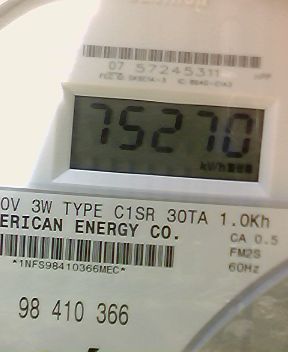 07 57245311
75270
kWh
0V 3W TYPE C1SR 30TA 1.0Kh
ERICAN ENERGY CO.
CA 0.5
FM2S
60Hz
*1NFS98410366MEC*
98 410 366